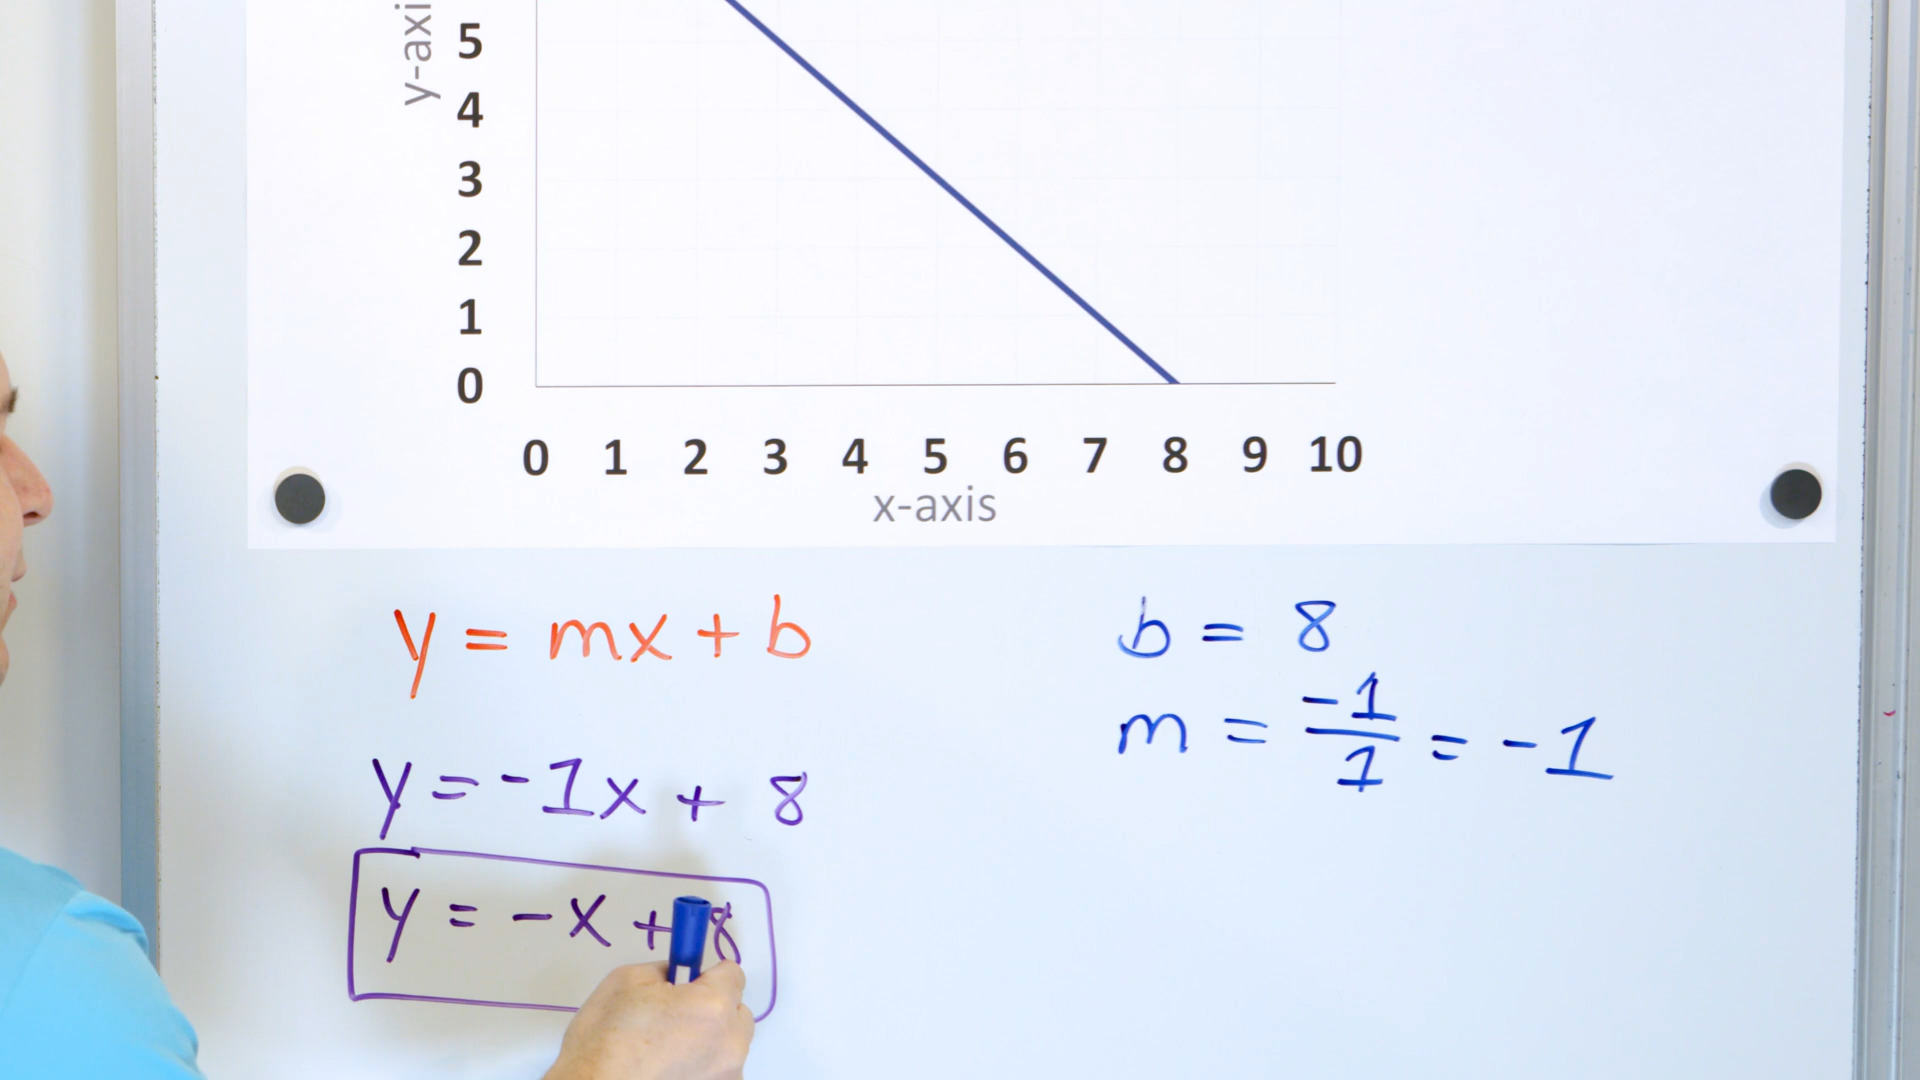 y-axi
5
4
3
2
1
0
0 1 2 3 4 5 6 7 8 9 10
x-axis
y = mx + b
y = -1x + 8
y = -x + 8
b = 8
m = -1/1 = -1